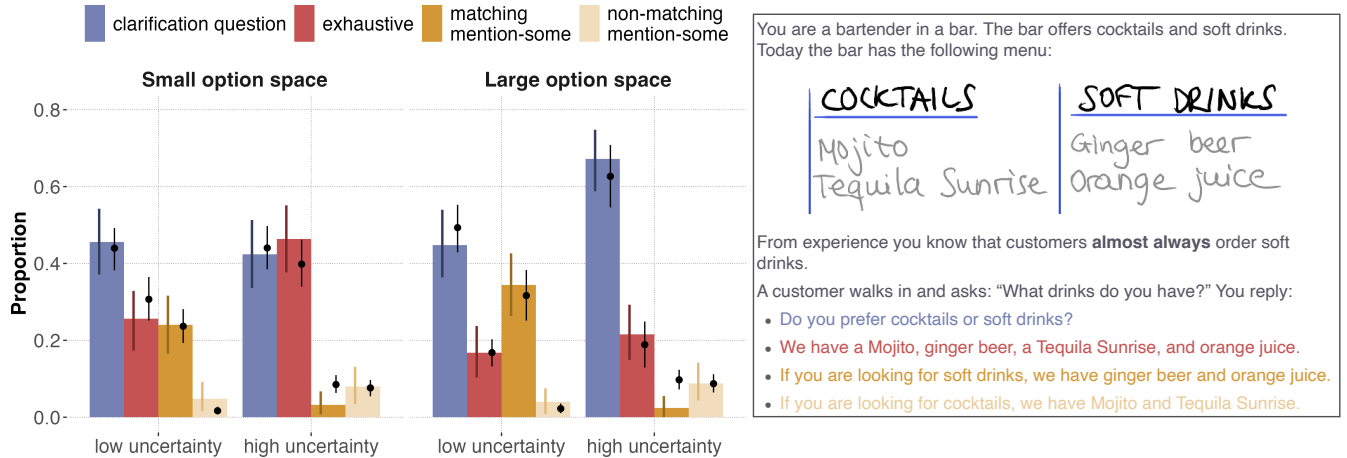 clarification question
exhaustive
matching
mention-some
non-matching
mention-some
Small option space
Large option space
Proportion
0.8
0.6
0.4
0.2
0.0
low uncertainty
high uncertainty
low uncertainty
high uncertainty
You are a bartender in a bar. The bar offers cocktails and soft drinks.
Today the bar has the following menu:
COCKTAILS
Mojito
Tequila Sunrise
SOFT DRINKS
Ginger beer
Orange juice
From experience you know that customers almost always order soft
drinks.
A customer walks in and asks: “What drinks do you have?” You reply:
• Do you prefer cocktails or soft drinks?
• We have a Mojito, ginger beer, a Tequila Sunrise, and orange juice.
• If you are looking for soft drinks, we have ginger beer and orange juice.
• If you are looking for cocktails, we have Mojito and Tequila Sunrise.